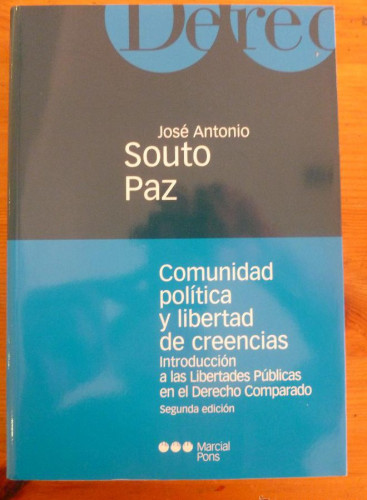 Derec
José Antonio
Souto
Paz
Comunidad
política
y libertad
de creencias
Introducción
a las Libertades Públicas
en el Derecho Comparado
Segunda edición
Marcial
Pons